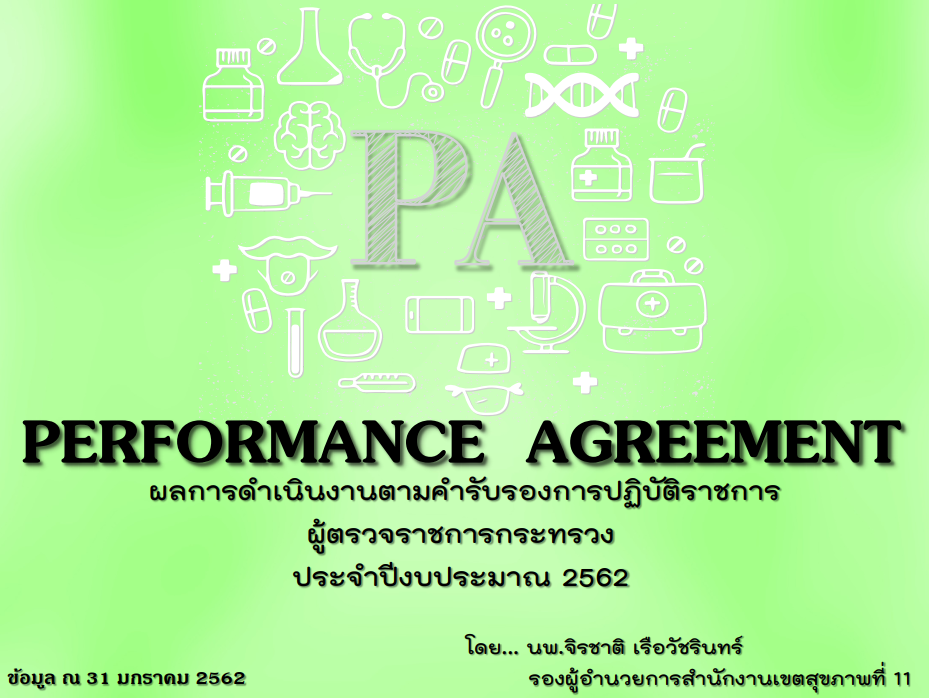 PA
PERFORMANCE AGREEMENT
ผลการดำเนินงานตามคำรับรองการปฏิบัติราชการ
ผู้ตรวจราชการกระทรวง
ประจำปีงบประมาณ 2562
โดย... นพ.จิรชาติ เรือวัชรินทร์
รองผู้อำนวยการสำนักงานเขตสุขภาพที่ 11
ข้อมูล ณ 31 มกราคม 2562